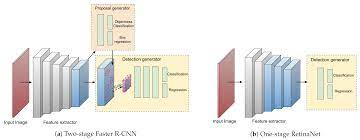 Proposal generator
Objectness
Classification
Box
regression
Detection generator
Classification
Regression
Input Image
Feature extractor
(a) Two-stage Faster R-CNN
Detection generator
Classification
Regression
Input Image
Feature extractor
(b) One-stage RetinaNet